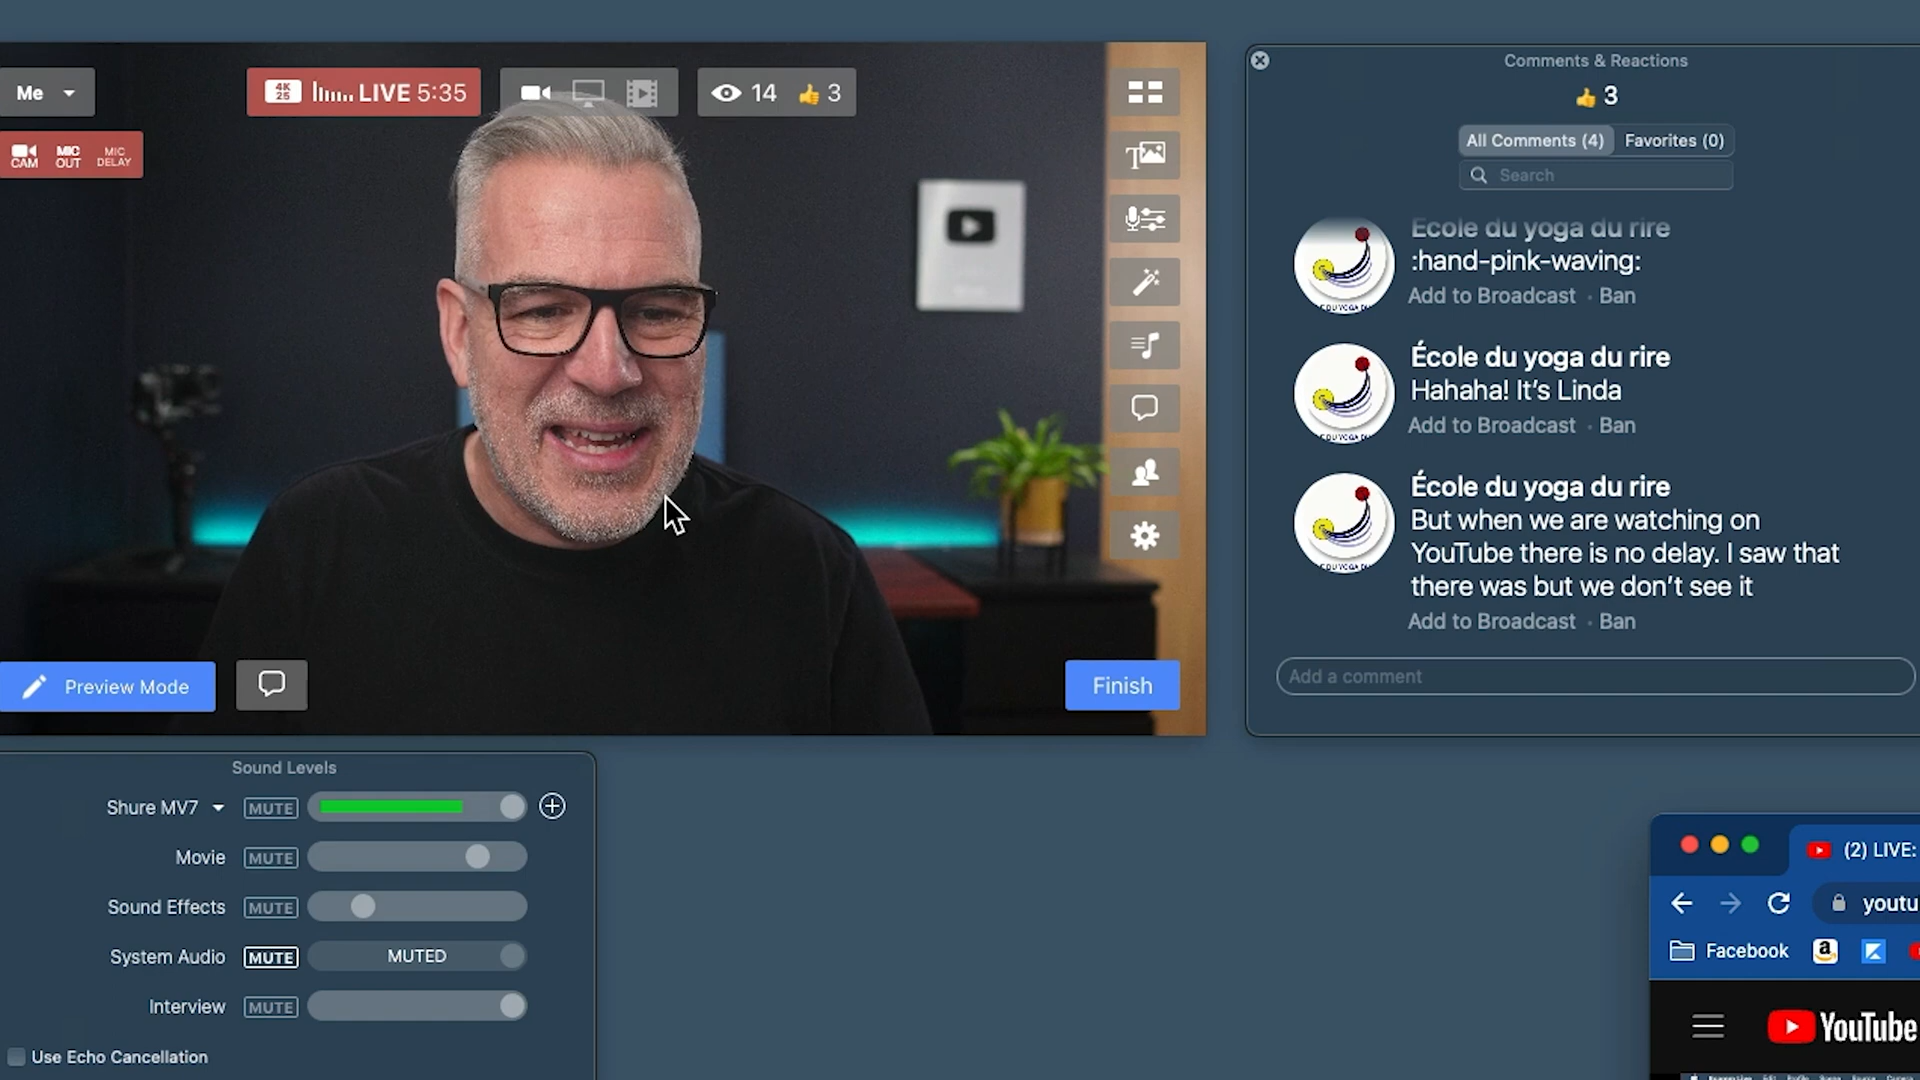 Me
4K
25
LIVE 5:35
14
3
CAM
MIC
OUT
MIC
DELAY
T
Preview Mode
Finish
Comments & Reactions
3
All Comments (4)
Favorites (0)
Search
École du yoga du rire
:hand-pink-waving:
Add to Broadcast · Ban
École du yoga du rire
Hahaha! It’s Linda
Add to Broadcast · Ban
École du yoga du rire
But when we are watching on
YouTube there is no delay. I saw that
there was but we don’t see it
Add to Broadcast · Ban
Add a comment
Sound Levels
Shure MV7
MUTE
Movie
MUTE
Sound Effects
MUTE
System Audio
MUTE
MUTED
Interview
MUTE
Use Echo Cancellation
(2) LIVE:
youtu
Facebook
a
YouTube